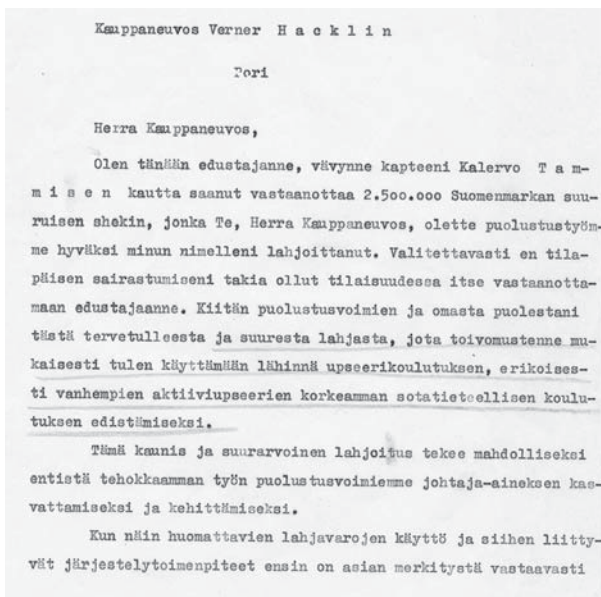 Kauppaneuvos Verner H a c k l i n
Pori
Herra Kauppaneuvos,
Olen tänään edustajanne, vävynne kapteeni Kalervo T a m-
m i s e n kautta saanut vastaanottaa 2.500.000 Suomenmarkan suu-
ruisen shekin, jonka Te, Herra Kauppaneuvos, olette puolustustyöm-
me hyväksi minun nimelleni lahjoittanut. Valitettavasti en tila-
päisen sairastumiseni takia ollut tilaisuudessa itse vastaanotta-
maan edustajaanne. Kiitän puolustusvoimien ja omasta puolestani
tästä tervetulleesta ja suuresta lahjasta, jota toivomustenne mu-
kaisesti tulen käyttämään lähinnä upseerikoulutuksen, erikoises-
ti vanhempien aktiiviupseerien korkeamman sotatieteellisen koulu-
tuksen edistämiseksi.
Tämä kaunis ja suurarvoinen lahjoitus tekee mahdolliseksi
entistä tehokkaamman työn puolustusvoimiemme johtaja-aineksen kas-
vattamiseksi ja kehittämiseksi.
Kun näin huomattavien lahjavarojen käyttö ja siihen liitty-
vät järjestelytoimenpiteet ensin on asian merkitystä vastaavasti